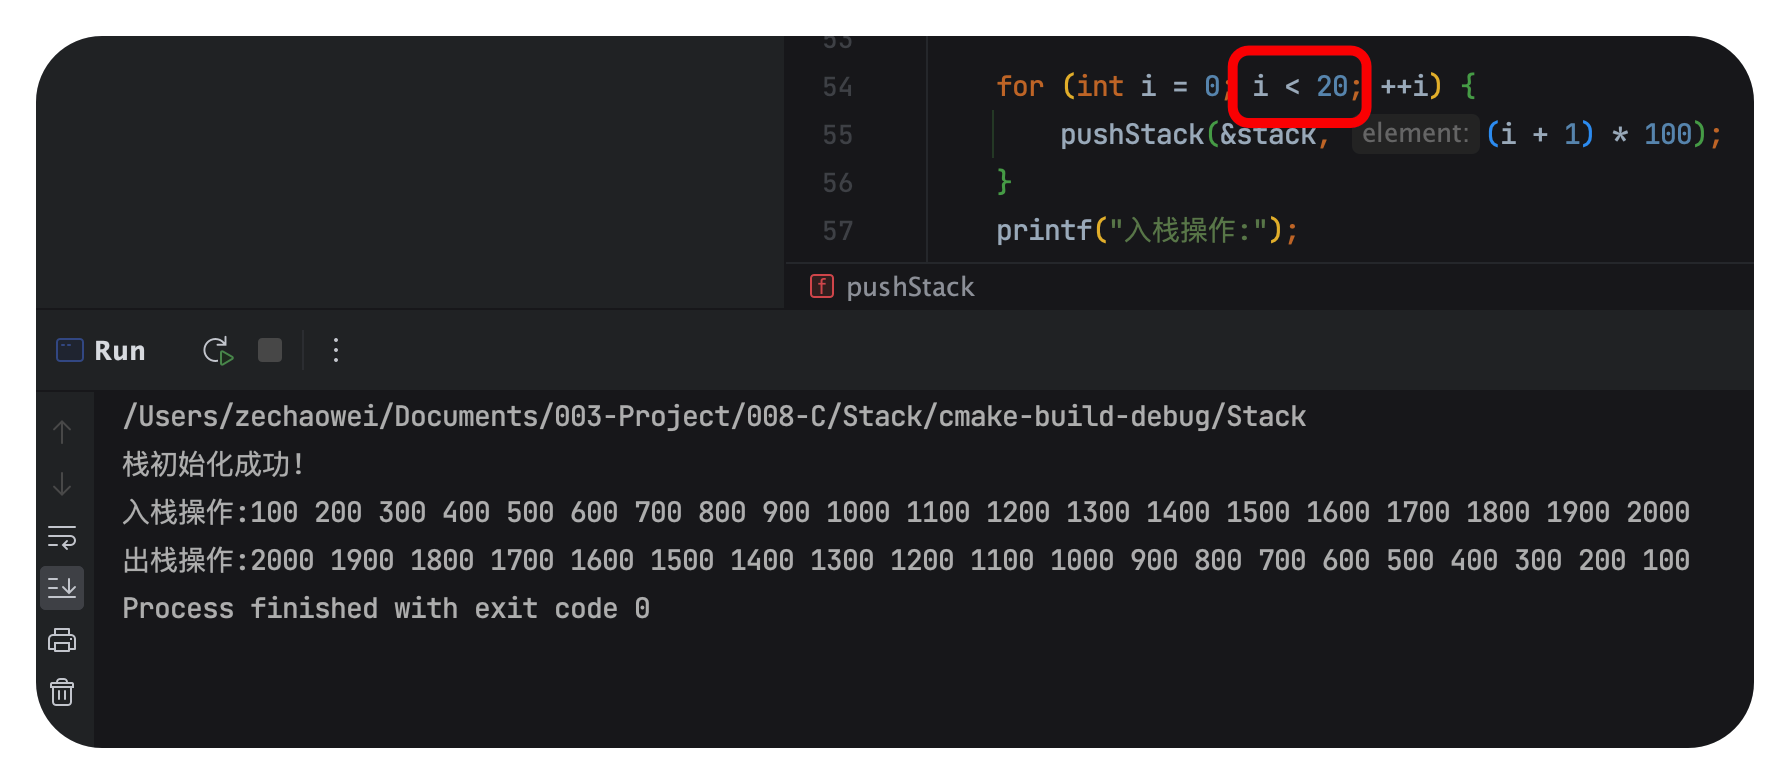 53
54 for (int i = 0; i < 20; ++i) {
55 pushStack(&stack, element: (i + 1) * 100);
56 }
57 printf("入栈操作:");
f pushStack
Run
/Users/zechaowei/Documents/003-Project/008-C/Stack/cmake-build-debug/Stack
栈初始化成功!
入栈操作:100 200 300 400 500 600 700 800 900 1000 1100 1200 1300 1400 1500 1600 1700 1800 1900 2000
出栈操作:2000 1900 1800 1700 1600 1500 1400 1300 1200 1100 1000 900 800 700 600 500 400 300 200 100
Process finished with exit code 0